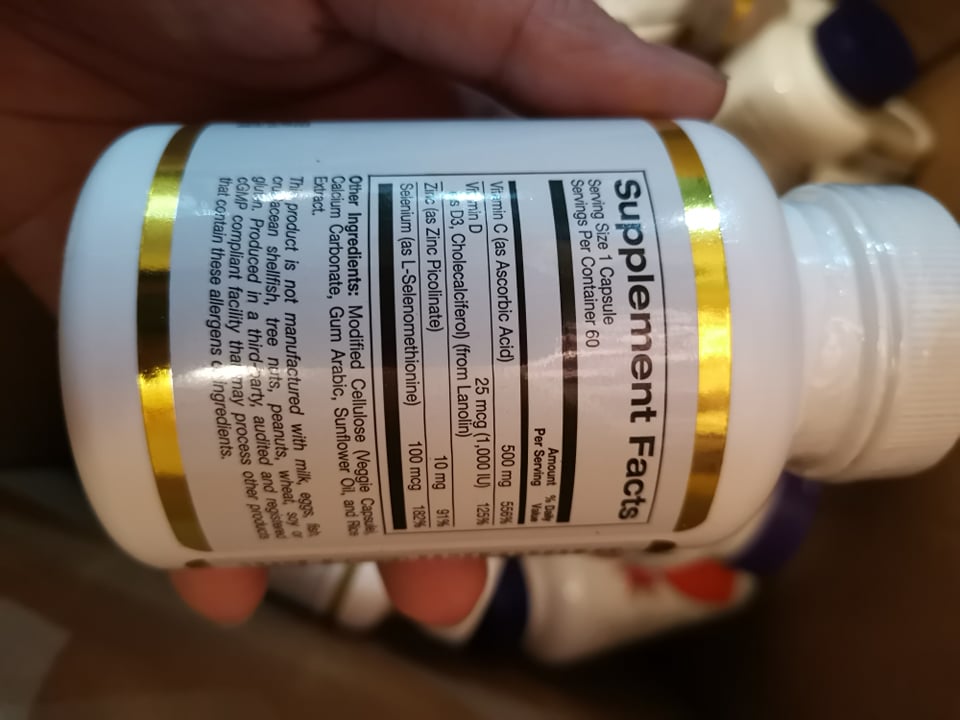 Supplement Facts
Serving Size 1 Capsule
Servings Per Container 60
Amount % Daily
Per Serving Value
Vitamin C (as Ascorbic Acid) 500 mg 556%
Vitamin D 25 mcg (1,000 IU) 125%
(as D3, Cholecalciferol) (from Lanolin)
Zinc (as Zinc Picolinate) 10 mg 91%
Selenium (as L-Selenomethionine) 100 mcg 182%
Other Ingredients: Modified Cellulose (Veggie Capsule),
Calcium Carbonate, Gum Arabic, Sunflower Oil, and Rice
Extract.
This product is not manufactured with milk, eggs, fish,
crustacean shellfish, tree nuts, peanuts, wheat, soy or
gluten. Produced in a third-party, audited and registered
cGMP compliant facility that may process other products
that contain these allergens or ingredients.